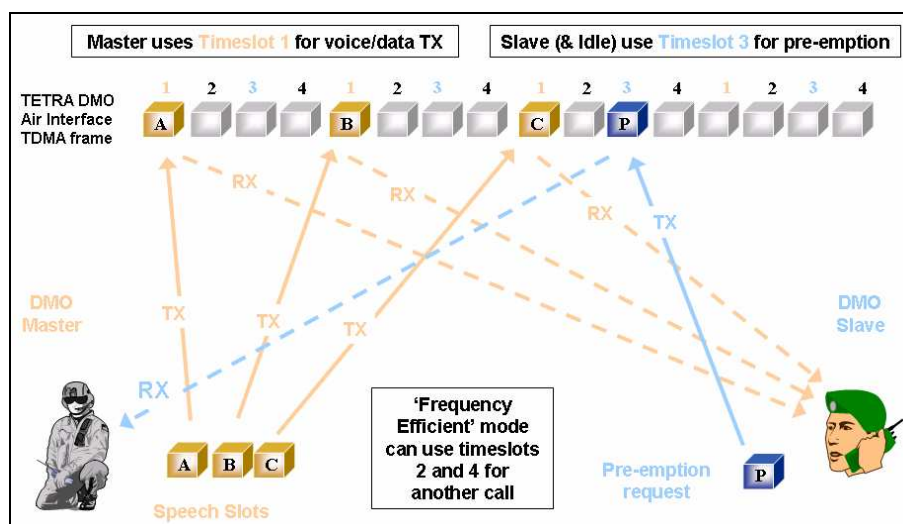 Master uses Timeslot 1 for voice/data TX
Slave (& Idle) use Timeslot 3 for pre-emption
1 2 3 4 1 2 3 4 1 2 3 4 1 2 3 4
TETRA DMO
Air Interface
TDMA frame
A B C P
RX RX RX
TX
DMO
Master
DMO
Slave
TX TX TX
RX
'Frequency
Efficient' mode
can use timeslots
2 and 4 for
another call
A B C
Speech Slots
Pre-emption
request
P